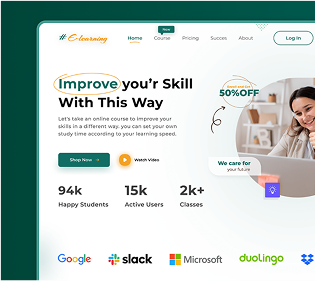 # E-learning
New
Home Course Pricing Succes About
Log In
Improve you'r Skill
With This Way
Let's take an online course to improve your
skills in a different way, you can set your own
study time according to your learning speed.
Shop Now
Watch Video
50%OFF
We care for
your future
94k 15k 2k+
Happy Students Active Users Classes
Google slack Microsoft duolingo